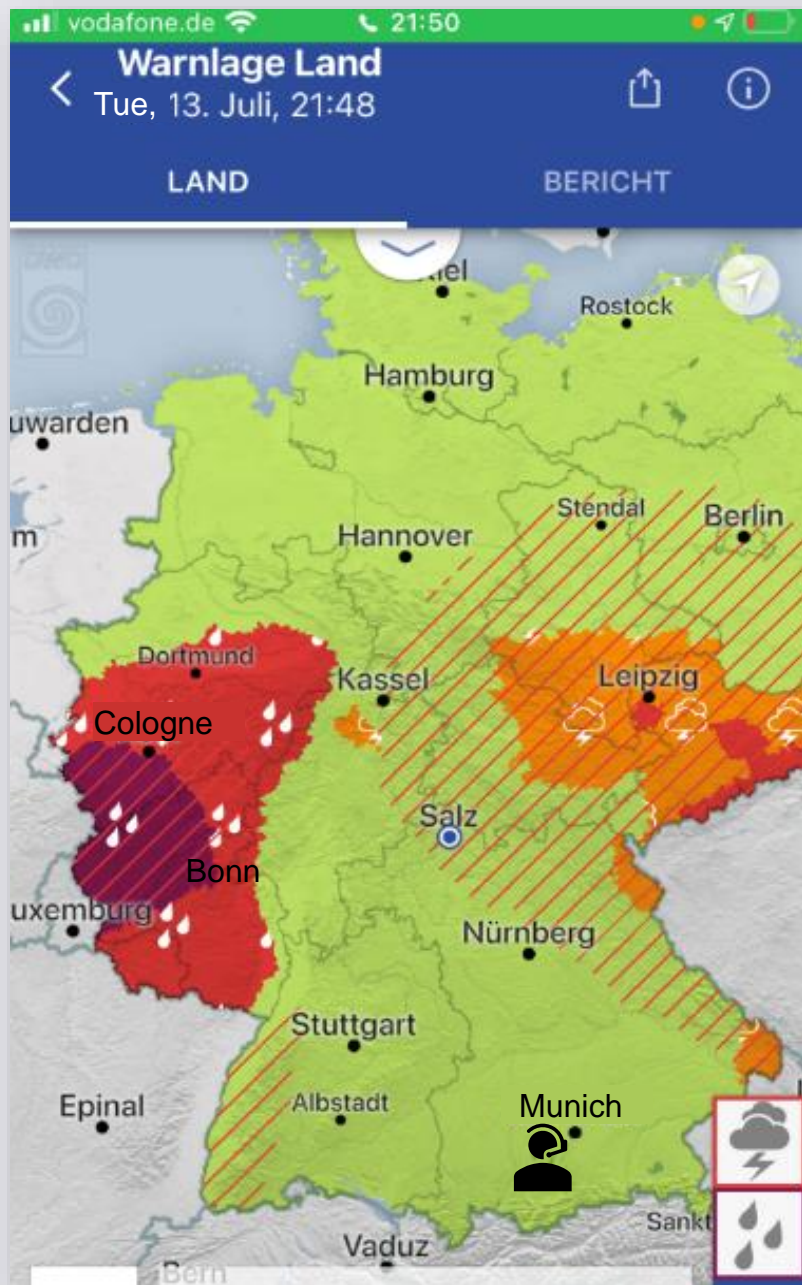 vodafone.de 21:50
Warnlage Land
Tue, 13. Juli, 21:48
LAND BERICHT
Rostock
Hamburg
uwarden
Stendal
Berlin
m
Hannover
Dortmund
Kassel
Leipzig
Cologne
Salz
Bonn
uxemburg
Nürnberg
Stuttgart
Epinal
Albstadt
Munich
Sankt
Vaduz
Bern